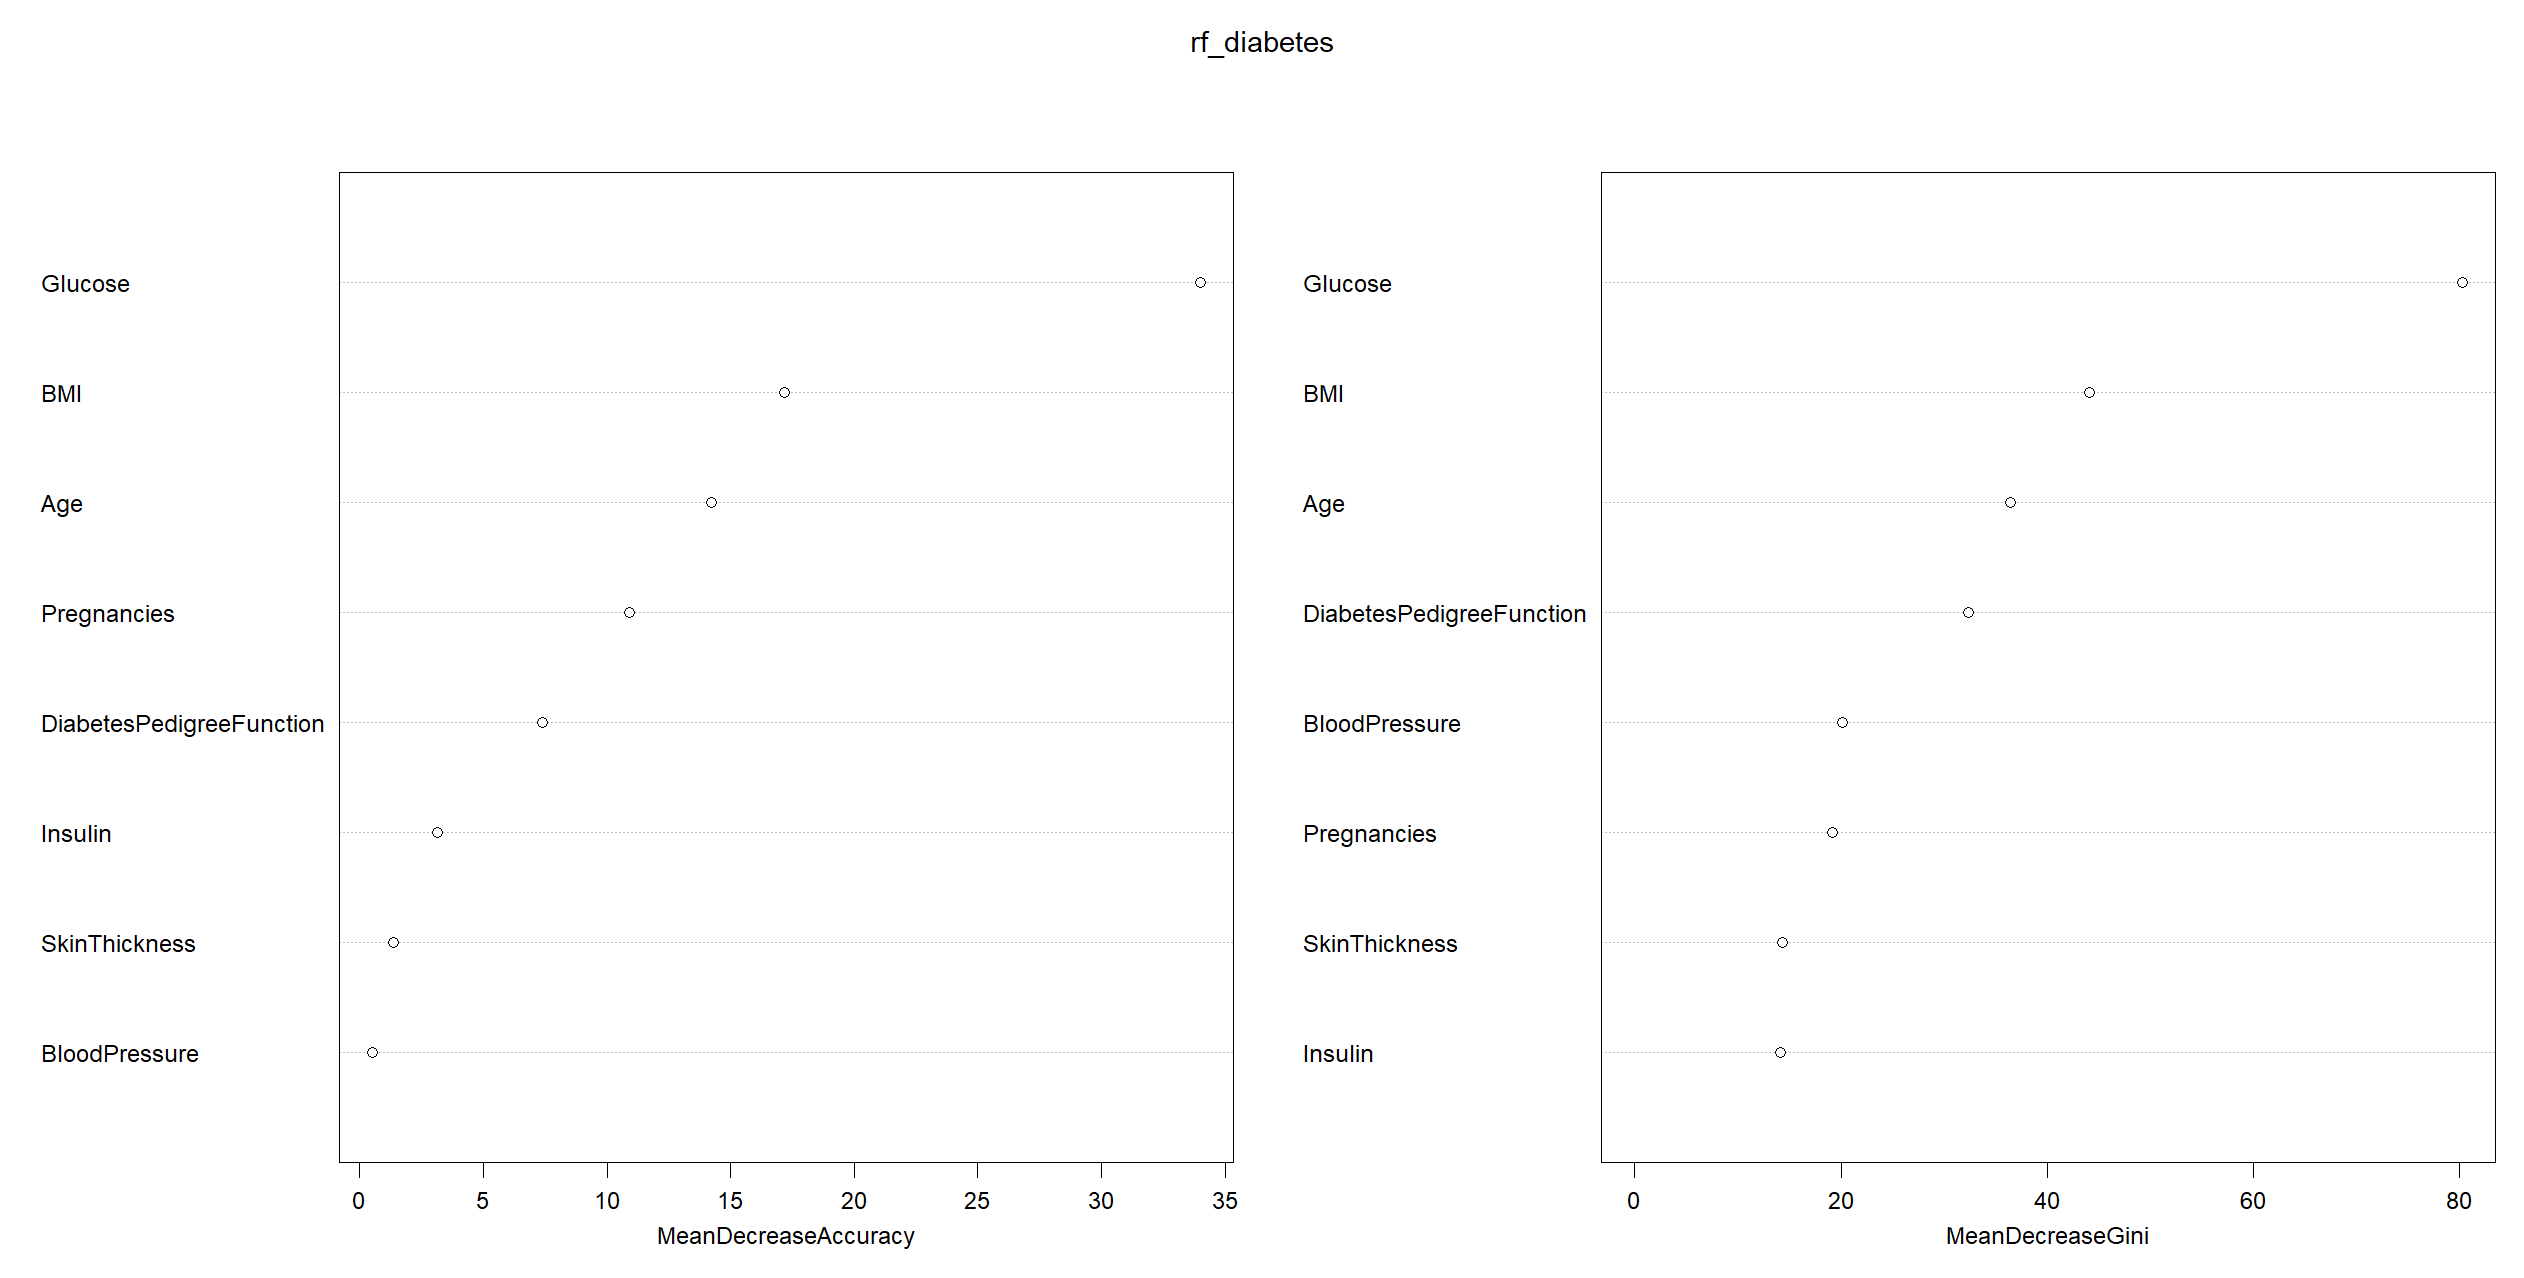 rf_diabetes
Glucose
BMI
Age
Pregnancies
DiabetesPedigreeFunction
Insulin
SkinThickness
BloodPressure
0 5 10 15 20 25 30 35
MeanDecreaseAccuracy
Glucose
BMI
Age
DiabetesPedigreeFunction
BloodPressure
Pregnancies
SkinThickness
Insulin
0 20 40 60 80
MeanDecreaseGini